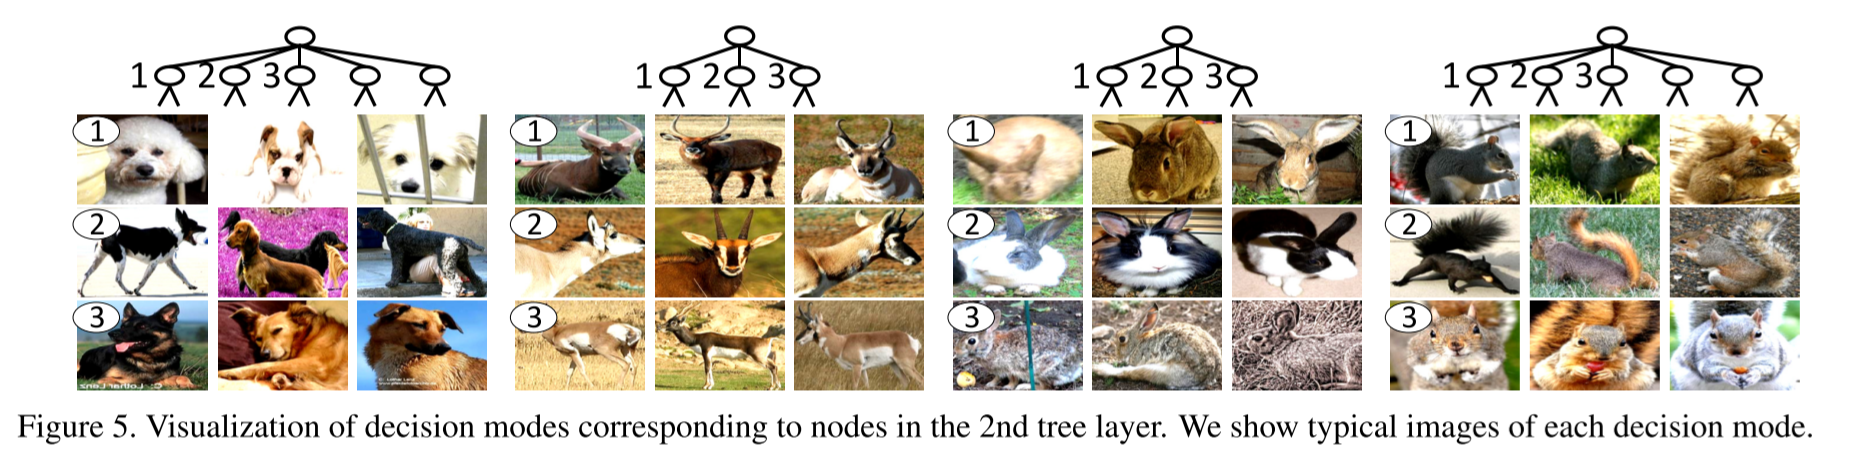 1 2 3 1 2 3 1 2 3 1 2 3
1 1 1 1
2 2 2 2
3 3 3 3
Figure 5. Visualization of decision modes corresponding to nodes in the 2nd tree layer. We show typical images of each decision mode.